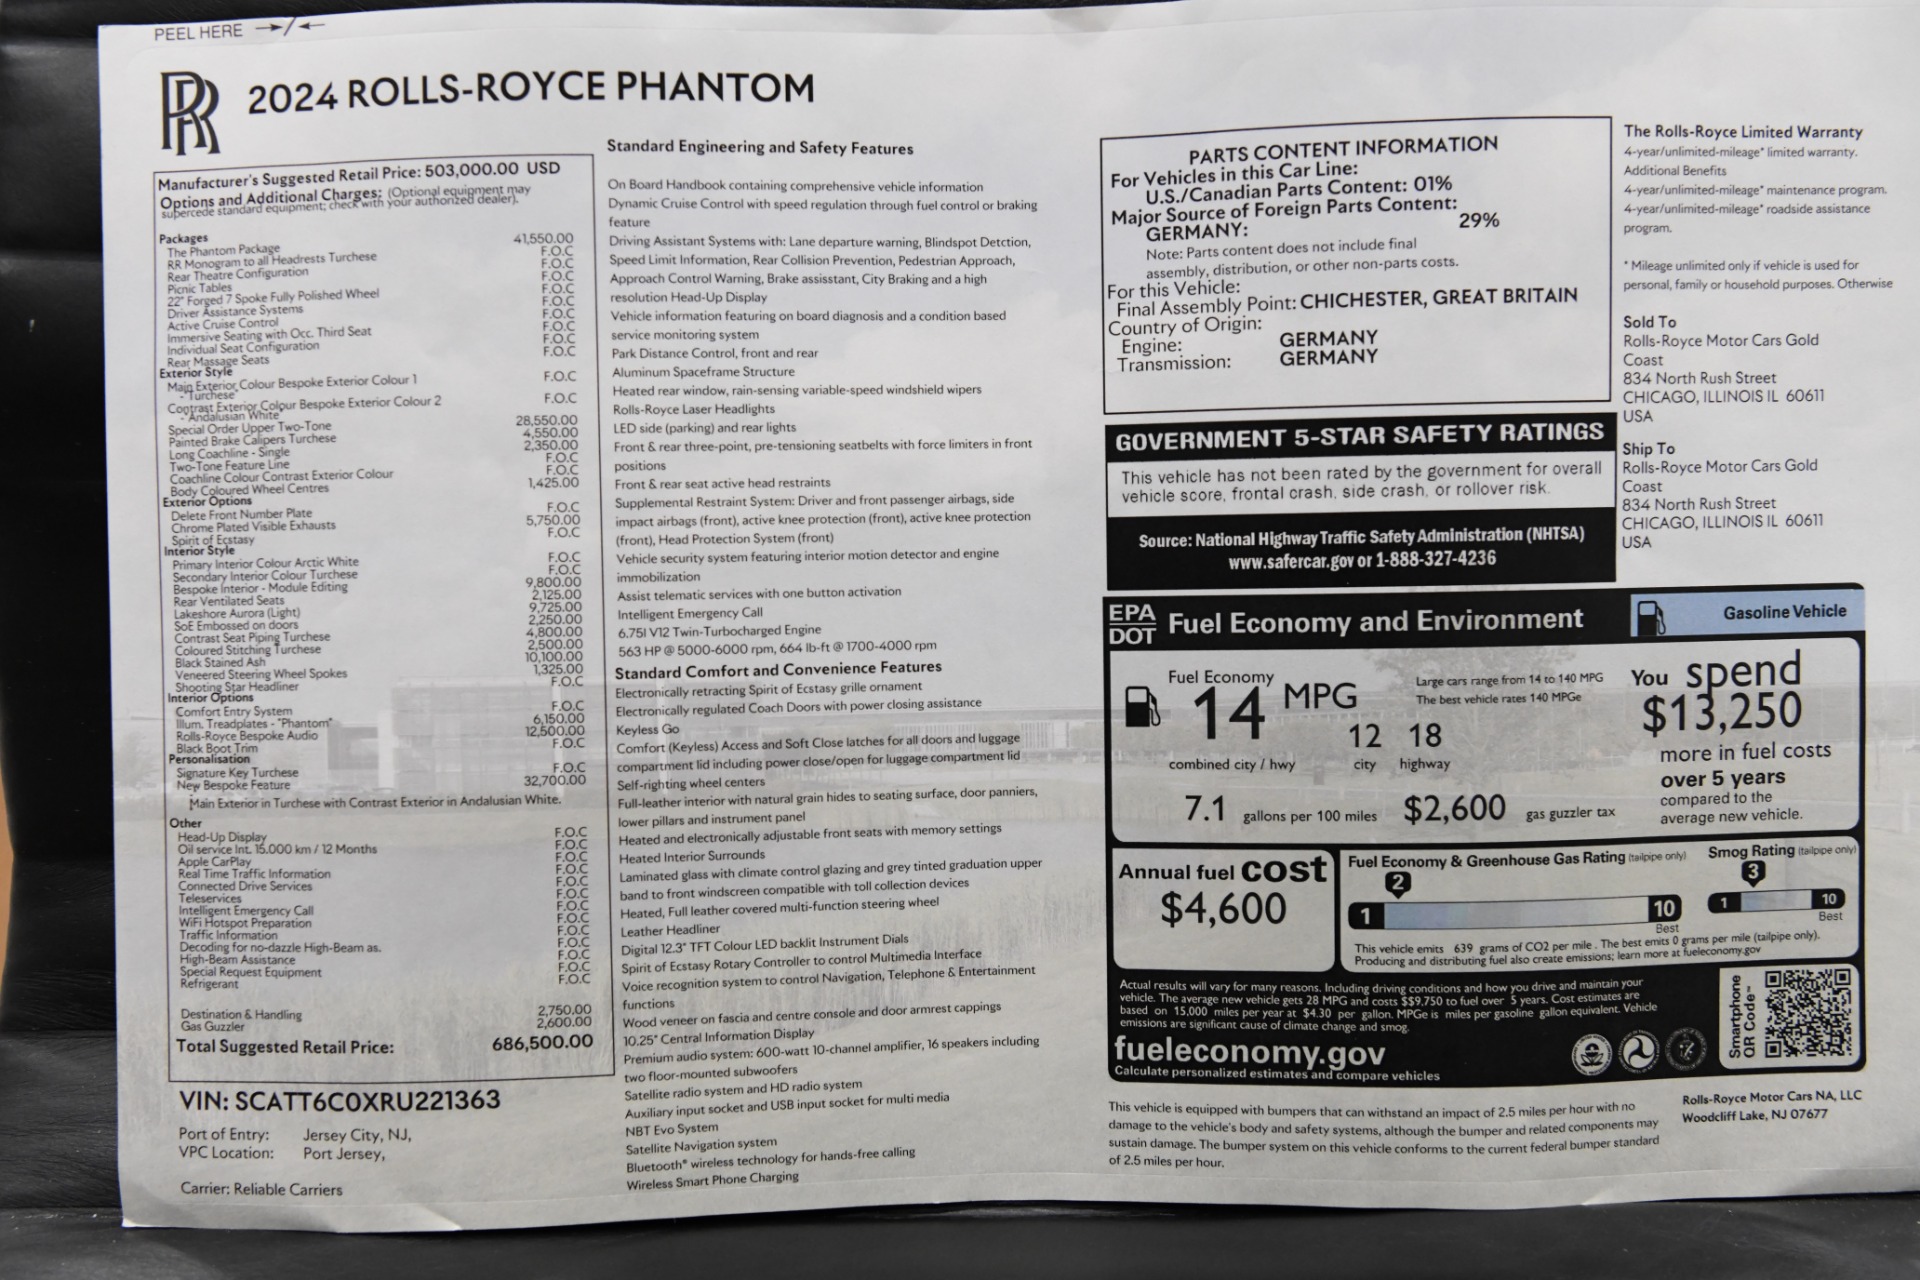 PEEL HERE
RR
2024 ROLLS-ROYCE PHANTOM
Manufacturer's Suggested Retail Price: 503,000.00 USD
Options and Additional Charges: (Optional equipment may
supercede standard equipment; check with your authorized dealer).
Packages 41,550.00
The Phantom Package F.O.C
RR Monogram to all Headrests Turchese F.O.C
Rear Theatre Configuration F.O.C
Picnic Tables F.O.C
22" Forged 7 Spoke Fully Polished Wheel F.O.C
Driver Assistance Systems F.O.C
Active Cruise Control F.O.C
Immersive Seating with Occ. Third Seat F.O.C
Individual Seat Configuration F.O.C
Rear Massage Seats
Exterior Style
Main Exterior Colour Bespoke Exterior Colour 1 F.O.C
- Turchese
Contrast Exterior Colour Bespoke Exterior Colour 2 F.O.C
- Andalusian White
Special Order Upper Two-Tone 28,550.00
Painted Brake Calipers Turchese 4,550.00
Long Coachline - Single 2,350.00
Two-Tone Feature Line F.O.C
Coachline Colour Contrast Exterior Colour F.O.C
Body Coloured Wheel Centres 1,425.00
Exterior Options
Delete Front Number Plate F.O.C
Chrome Plated Visible Exhausts 5,750.00
Spirit of Ecstasy F.O.C
Interior Style
Primary Interior Colour Arctic White F.O.C
Secondary Interior Colour Turchese F.O.C
Bespoke Interior - Module Editing 9,800.00
Rear Ventilated Seats 2,125.00
Lakeshore Aurora (Light) 9,725.00
SoE Embossed on doors 2,250.00
Contrast Seat Piping Turchese 4,800.00
Coloured Stitching Turchese 2,500.00
Black Stained Ash 10,100.00
Veneered Steering Wheel Spokes 1,325.00
Shooting Star Headliner F.O.C
Interior Options
Comfort Entry System F.O.C
Illum. Treadplates - "Phantom" 6,150.00
Rolls-Royce Bespoke Audio 12,500.00
Black Boot Trim F.O.C
Personalisation
Signature Key Turchese F.O.C
New Bespoke Feature 32,700.00
Main Exterior in Turchese with Contrast Exterior in Andalusian White.
Other
Head-Up Display F.O.C
Oil service Int. 15.000 km / 12 Months F.O.C
Apple CarPlay F.O.C
Real Time Traffic Information F.O.C
Connected Drive Services F.O.C
Teleservices F.O.C
Intelligent Emergency Call F.O.C
WiFi Hotspot Preparation F.O.C
Traffic Information F.O.C
Decoding for no-dazzle High-Beam as. F.O.C
High-Beam Assistance F.O.C
Special Request Equipment F.O.C
Refrigerant F.O.C
Destination & Handling 2,750.00
Gas Guzzler 2,600.00
Total Suggested Retail Price: 686,500.00
VIN: SCATT6C0XRU221363
Port of Entry: Jersey City, NJ,
VPC Location: Port Jersey,
Carrier: Reliable Carriers
Standard Engineering and Safety Features
On Board Handbook containing comprehensive vehicle information
Dynamic Cruise Control with speed regulation through fuel control or braking
feature
Driving Assistant Systems with: Lane departure warning, Blindspot Detction,
Speed Limit Information, Rear Collision Prevention, Pedestrian Approach,
Approach Control Warning, Brake assisstant, City Braking and a high
resolution Head-Up Display
Vehicle information featuring on board diagnosis and a condition based
service monitoring system
Park Distance Control, front and rear
Aluminum Spaceframe Structure
Heated rear window, rain-sensing variable-speed windshield wipers
Rolls-Royce Laser Headlights
LED side (parking) and rear lights
Front & rear three-point, pre-tensioning seatbelts with force limiters in front
positions
Front & rear seat active head restraints
Supplemental Restraint System: Driver and front passenger airbags, side
impact airbags (front), active knee protection (front), active knee protection
(front), Head Protection System (front)
Vehicle security system featuring interior motion detector and engine
immobilization
Assist telematic services with one button activation
Intelligent Emergency Call
6.75l V12 Twin-Turbocharged Engine
563 HP @ 5000-6000 rpm, 664 lb-ft @ 1700-4000 rpm
Standard Comfort and Convenience Features
Electronically retracting Spirit of Ecstasy grille ornament
Electronically regulated Coach Doors with power closing assistance
Keyless Go
Comfort (Keyless) Access and Soft Close latches for all doors and luggage
compartment lid including power close/open for luggage compartment lid
Self-righting wheel centers
Full-leather interior with natural grain hides to seating surface, door panniers,
lower pillars and instrument panel
Heated and electronically adjustable front seats with memory settings
Heated Interior Surrounds
Laminated glass with climate control glazing and grey tinted graduation upper
band to front windscreen compatible with toll collection devices
Heated, Full leather covered multi-function steering wheel
Leather Headliner
Digital 12.3" TFT Colour LED backlit Instrument Dials
Spirit of Ecstasy Rotary Controller to control Multimedia Interface
Voice recognition system to control Navigation, Telephone & Entertainment
functions
Wood veneer on fascia and centre console and door armrest cappings
10.25" Central Information Display
Premium audio system: 600-watt 10-channel amplifier, 16 speakers including
two floor-mounted subwoofers
Satellite radio system and HD radio system
Auxiliary input socket and USB input socket for multi media
NBT Evo System
Satellite Navigation system
Bluetooth® wireless technology for hands-free calling
Wireless Smart Phone Charging
PARTS CONTENT INFORMATION
For Vehicles in this Car Line:
U.S./Canadian Parts Content: 01%
Major Source of Foreign Parts Content:
GERMANY: 29%
Note: Parts content does not include final
assembly, distribution, or other non-parts costs.
For this Vehicle:
Final Assembly Point: CHICHESTER, GREAT BRITAIN
Country of Origin:
Engine: GERMANY
Transmission: GERMANY
GOVERNMENT 5-STAR SAFETY RATINGS
This vehicle has not been rated by the government for overall
vehicle score, frontal crash, side crash, or rollover risk.
Source: National Highway Traffic Safety Administration (NHTSA)
www.safercar.gov or 1-888-327-4236
The Rolls-Royce Limited Warranty
4-year/unlimited-mileage* limited warranty.
Additional Benefits
4-year/unlimited-mileage* maintenance program.
4-year/unlimited-mileage* roadside assistance
program.
* Mileage unlimited only if vehicle is used for
personal, family or household purposes. Otherwise
Sold To
Rolls-Royce Motor Cars Gold
Coast
834 North Rush Street
CHICAGO, ILLINOIS IL 60611
USA
Ship To
Rolls-Royce Motor Cars Gold
Coast
834 North Rush Street
CHICAGO, ILLINOIS IL 60611
USA
EPA
DOT
Fuel Economy and Environment
Gasoline Vehicle
Fuel Economy
14 MPG
combined city / hwy
12 city
18 highway
Large cars range from 14 to 140 MPG
The best vehicle rates 140 MPGe
7.1 gallons per 100 miles
$2,600 gas guzzler tax
You spend
$13,250
more in fuel costs
over 5 years
compared to the
average new vehicle.
Annual fuel cost
$4,600
Fuel Economy & Greenhouse Gas Rating (tailpipe only)
2
1 10
Best
Smog Rating (tailpipe only)
3
1 10
Best
This vehicle emits 639 grams of CO2 per mile . The best emits 0 grams per mile (tailpipe only).
Producing and distributing fuel also create emissions; learn more at fueleconomy.gov
Actual results will vary for many reasons. Including driving conditions and how you drive and maintain your
vehicle. The average new vehicle gets 28 MPG and costs $$9,750 to fuel over 5 years. Cost estimates are
based on 15,000 miles per year at $4.30 per gallon. MPGe is miles per gasoline gallon equivalent. Vehicle
emissions are significant cause of climate change and smog.
fueleconomy.gov
Calculate personalized estimates and compare vehicles
Smartphone
QR Code™
This vehicle is equipped with bumpers that can withstand an impact of 2.5 miles per hour with no
damage to the vehicle's body and safety systems, although the bumper and related components may
sustain damage. The bumper system on this vehicle conforms to the current federal bumper standard
of 2.5 miles per hour.
Rolls-Royce Motor Cars NA, LLC
Woodcliff Lake, NJ 07677